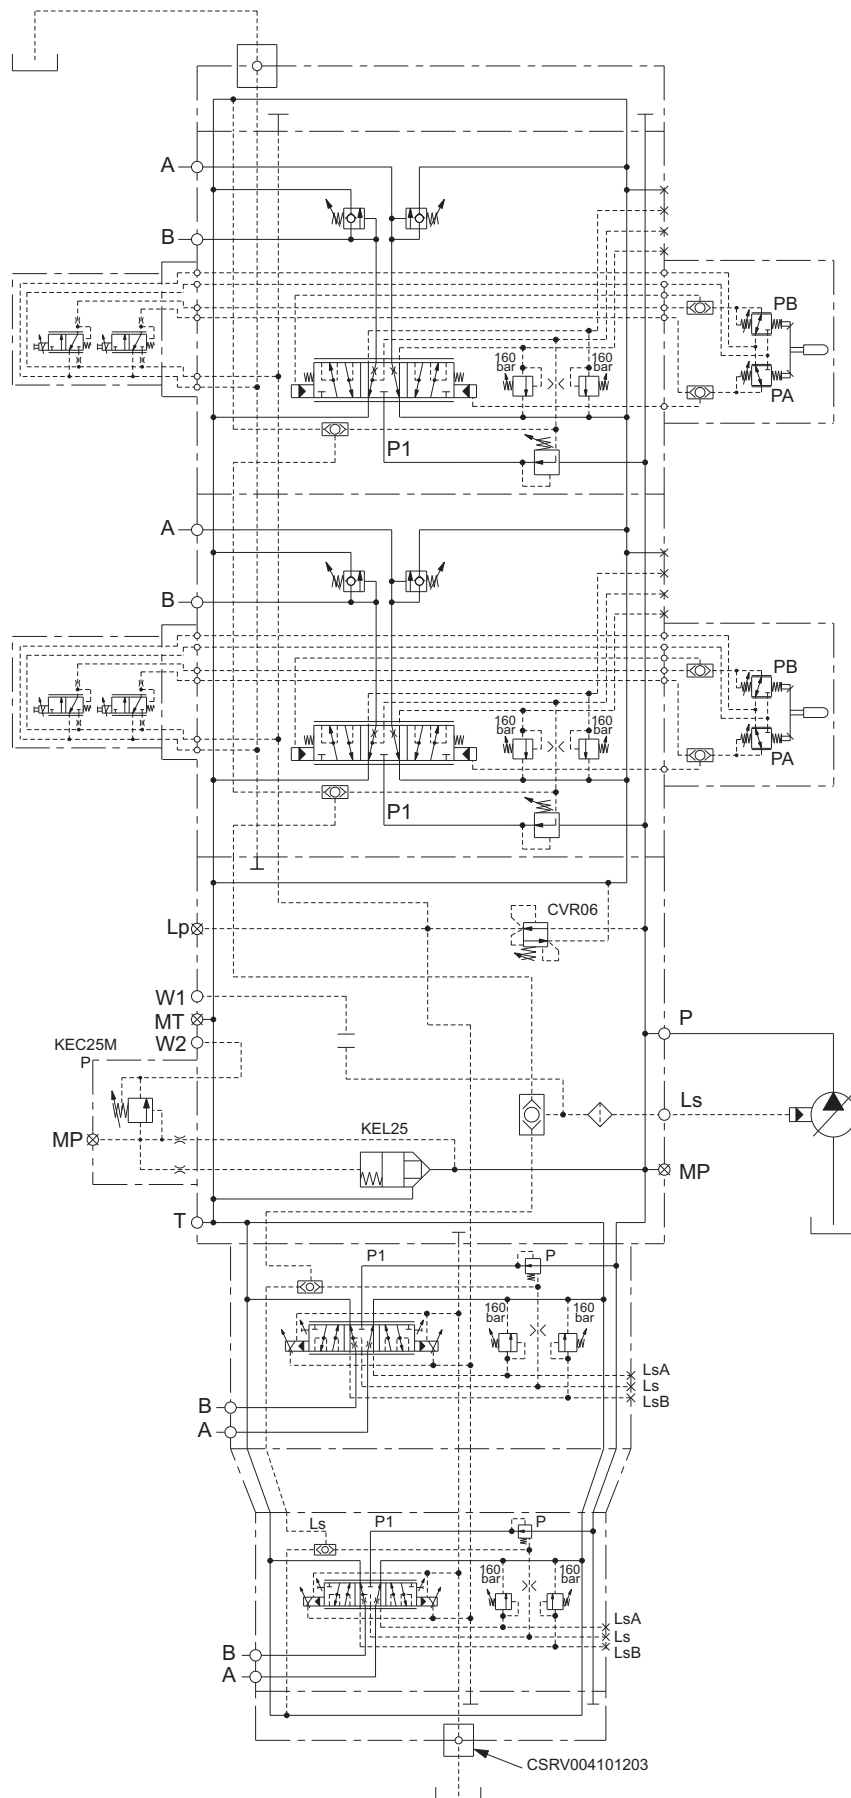 A
B
PB
160
bar
160
bar
PA
P1
A
B
PB
160
bar
160
bar
PA
P1
CVR06
Lp
W1
MT
P
KEC25M
P
W2
Ls
KEL25
MP
MP
T
P1
P
160
bar
160
bar
LsA
Ls
LsB
B
A
Ls
P1
P
160
bar
160
bar
LsA
Ls
LsB
B
A
CSRV004101203